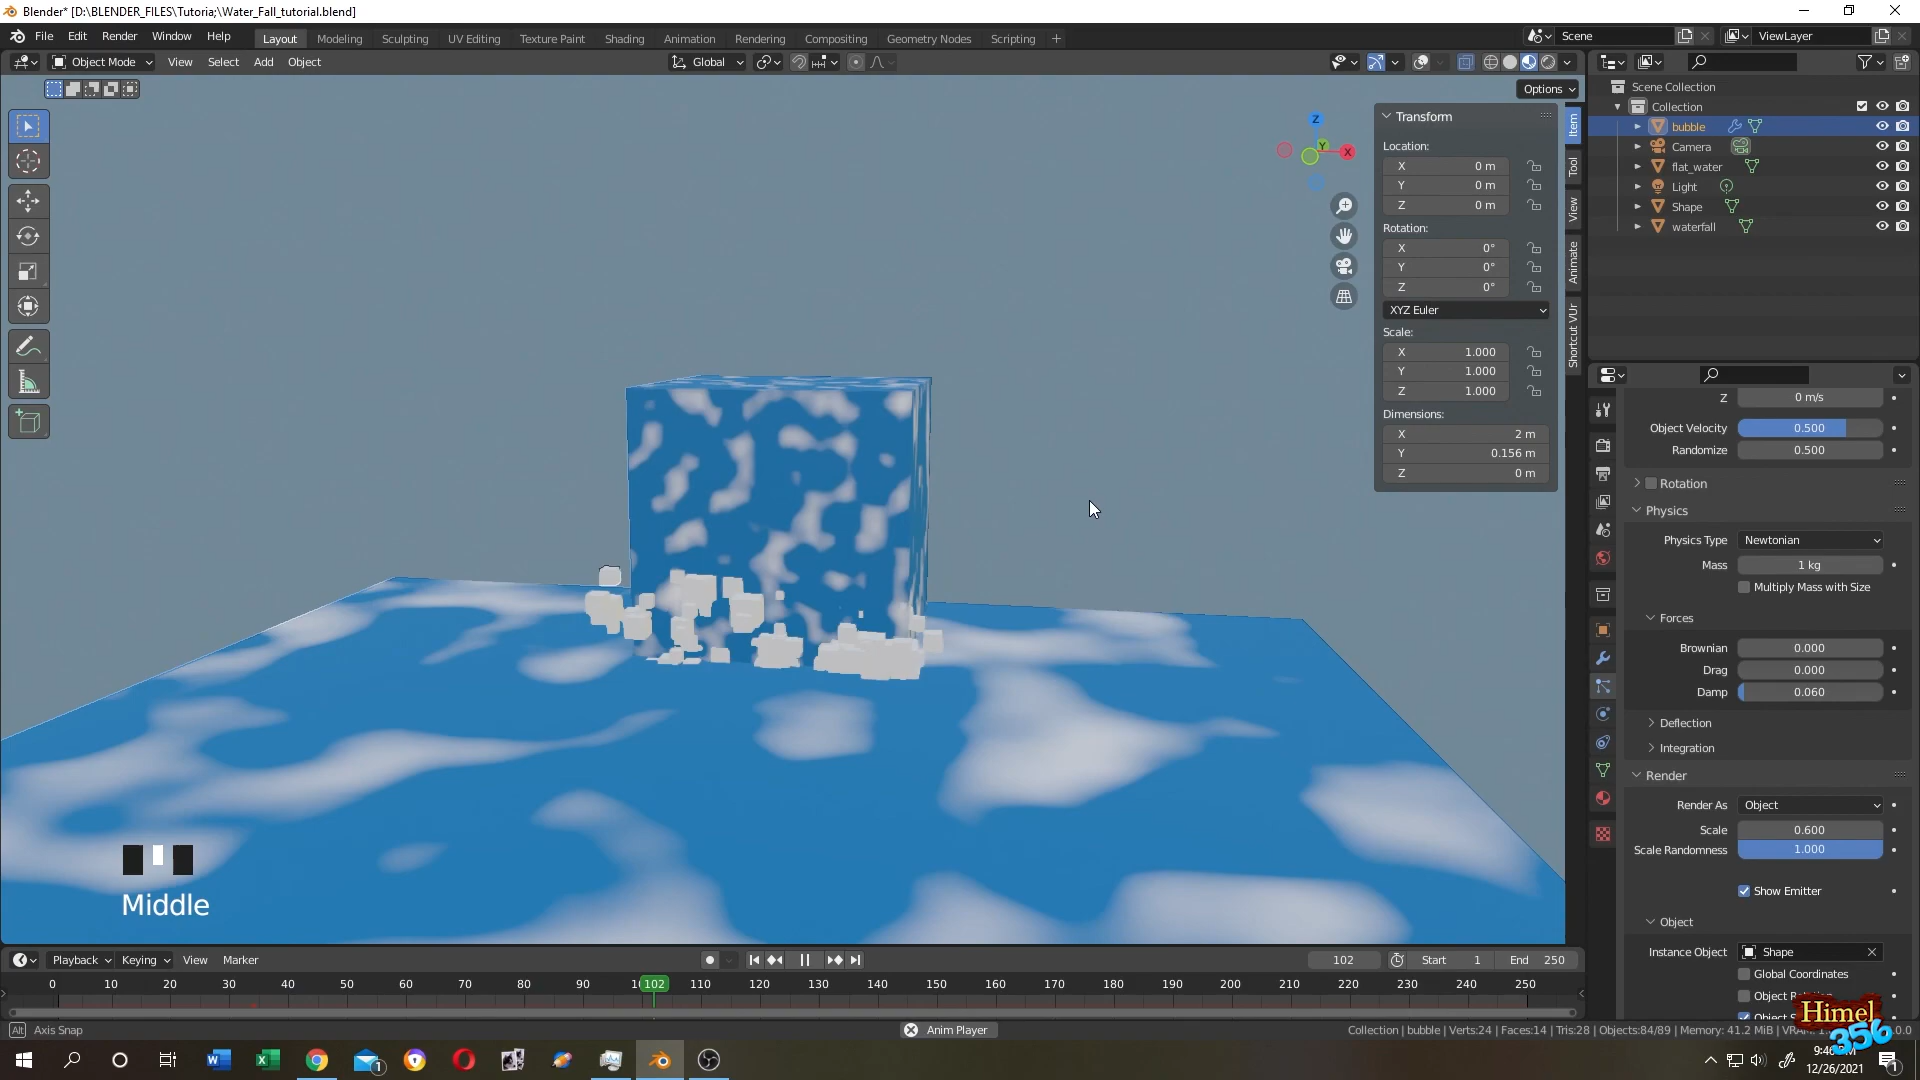 Blender* [D:\BLENDER_FILES\Tutoria;\Water_Fall_tutorial.blend]
File Edit Render Window Help Layout Modeling Sculpting UV Editing Texture Paint Shading Animation Rendering Compositing Geometry Nodes Scripting + Scene ViewLayer
Object Mode View Select Add Object Global
Options
Scene Collection
Collection
bubble
Camera
flat_water
Light
Shape
waterfall
Z
Y
X
Item
Tool
View
Animate
Shortcut VUr
Transform
Location:
X 0 m
Y 0 m
Z 0 m
Rotation:
X 0°
Y 0°
Z 0°
XYZ Euler
Scale:
X 1.000
Y 1.000
Z 1.000
Dimensions:
X 2 m
Y 0.156 m
Z 0 m
Z 0 m/s
Object Velocity 0.500
Randomize 0.500
Rotation
Physics
Physics Type Newtonian
Mass 1 kg
Multiply Mass with Size
Forces
Brownian 0.000
Drag 0.000
Damp 0.060
Deflection
Integration
Render
Render As Object
Scale 0.600
Scale Randomness 1.000
Show Emitter
Object
Instance Object Shape
Global Coordinates
Object
Middle
Playback Keying View Marker 102 Start 1 End 250
0 10 20 30 40 50 60 70 80 90 102 110 120 130 140 150 160 170 180 190 200 210 220 230 240 250
Alt Axis Snap Anim Player Collection | bubble | Verts:24 | Faces:14 | Tris:28 | Objects:84/89 | Memory: 41.2 MiB | VRAM:
Himel
356
12/26/2021